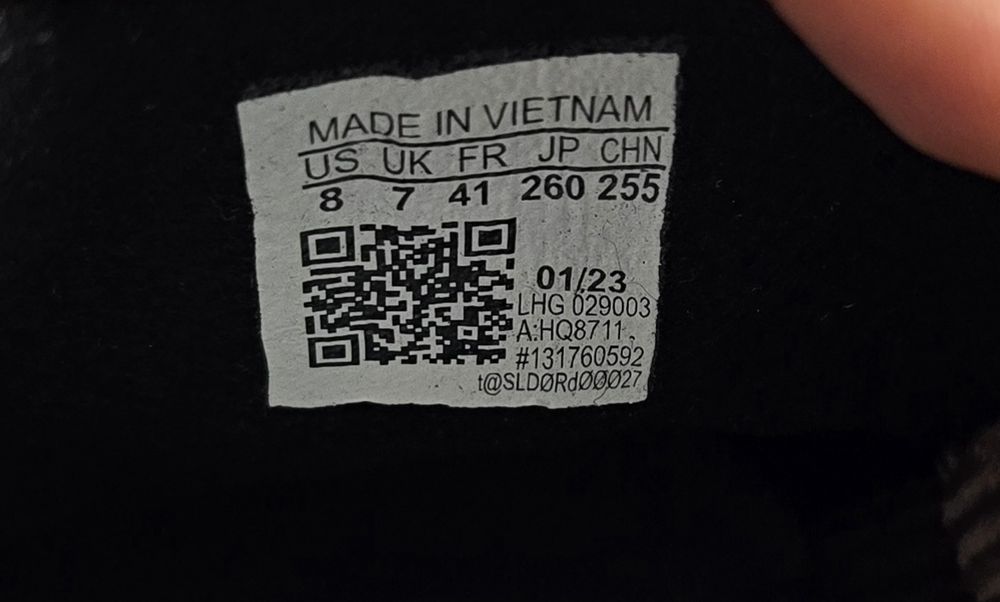 MADE IN VIETNAM
US UK FR JP CHN
8 7 41 260 255
01/23
LHG 029003
A:HQ8711
#131760592
t@SLDØRdØØØ27